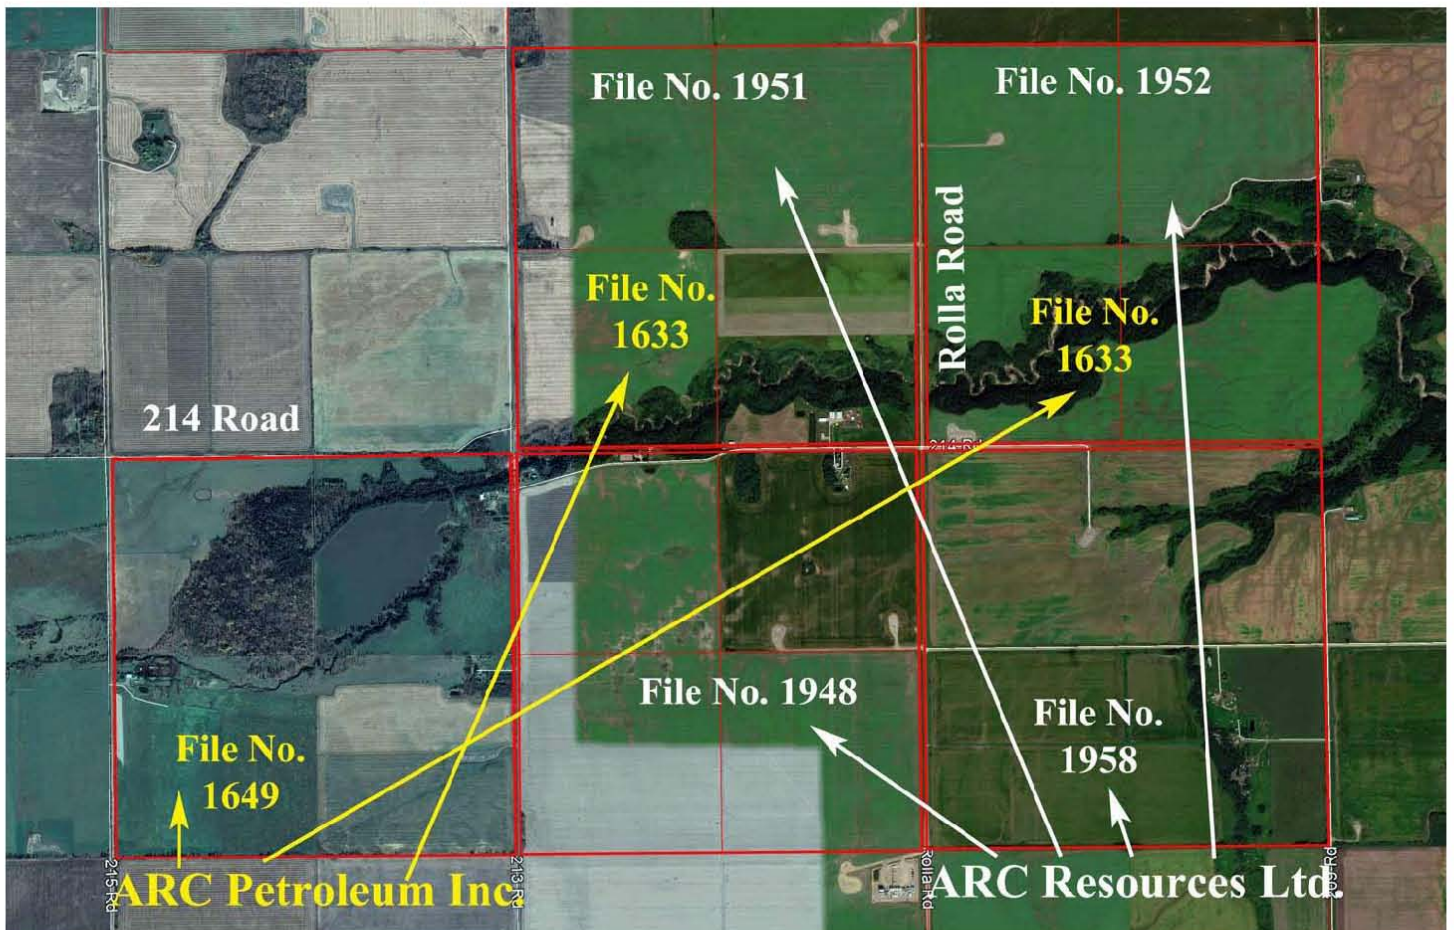 File No. 1951
File No. 1952
Rolla Road
File No.
1633
File No.
1633
214 Road
214 Rd
File No. 1948
File No.
1958
File No.
1649
215 Rd
ARC Petroleum Inc.
213 Rd
Rolla Rd
ARC Resources Ltd.
209 Rd